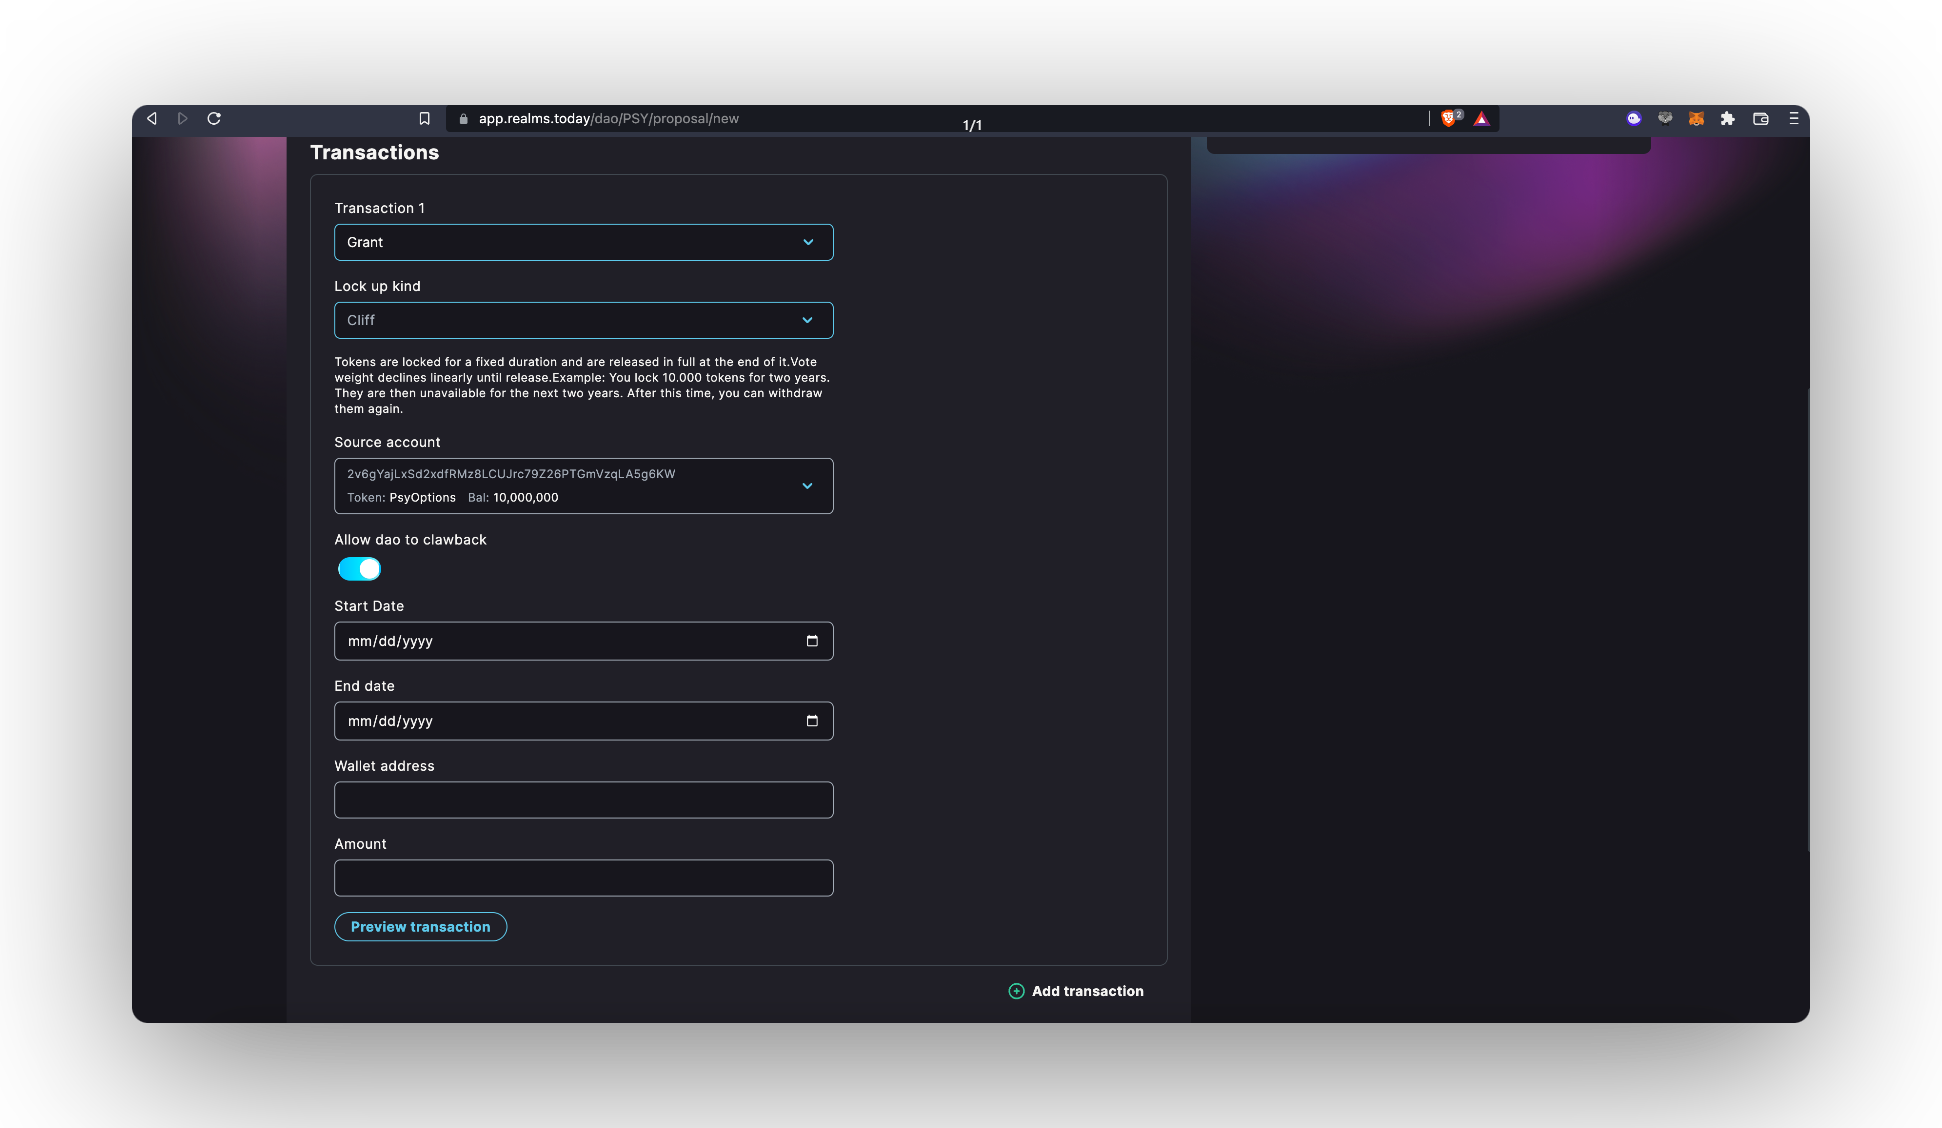 app.realms.today/dao/PSY/proposal/new
1/1
2
Transactions
Transaction 1
Grant
Lock up kind
Cliff
Tokens are locked for a fixed duration and are released in full at the end of it.Vote
weight declines linearly until release.Example: You lock 10.000 tokens for two years.
They are then unavailable for the next two years. After this time, you can withdraw
them again.
Source account
2v6gYajLxSd2xdfRMz8LCUJrc79Z26PTGmVzqLA5g6KW
Token: PsyOptions Bal: 10,000,000
Allow dao to clawback
Start Date
mm/dd/yyyy
End date
mm/dd/yyyy
Wallet address
Amount
Preview transaction
Add transaction